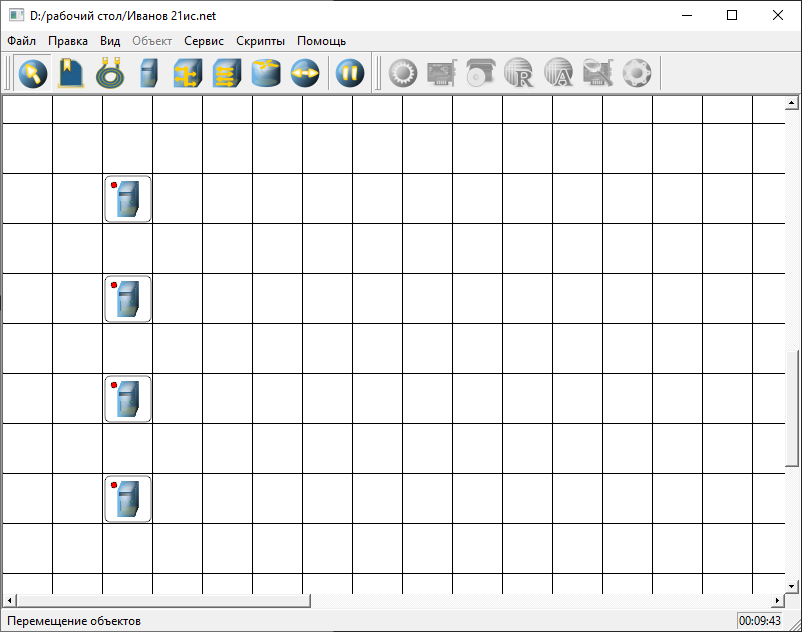 D:/рабочий стол/Иванов 21ис.net
Файл Правка Вид Объект Сервис Скрипты Помощь
R A
Перемещение объектов 00:09:43